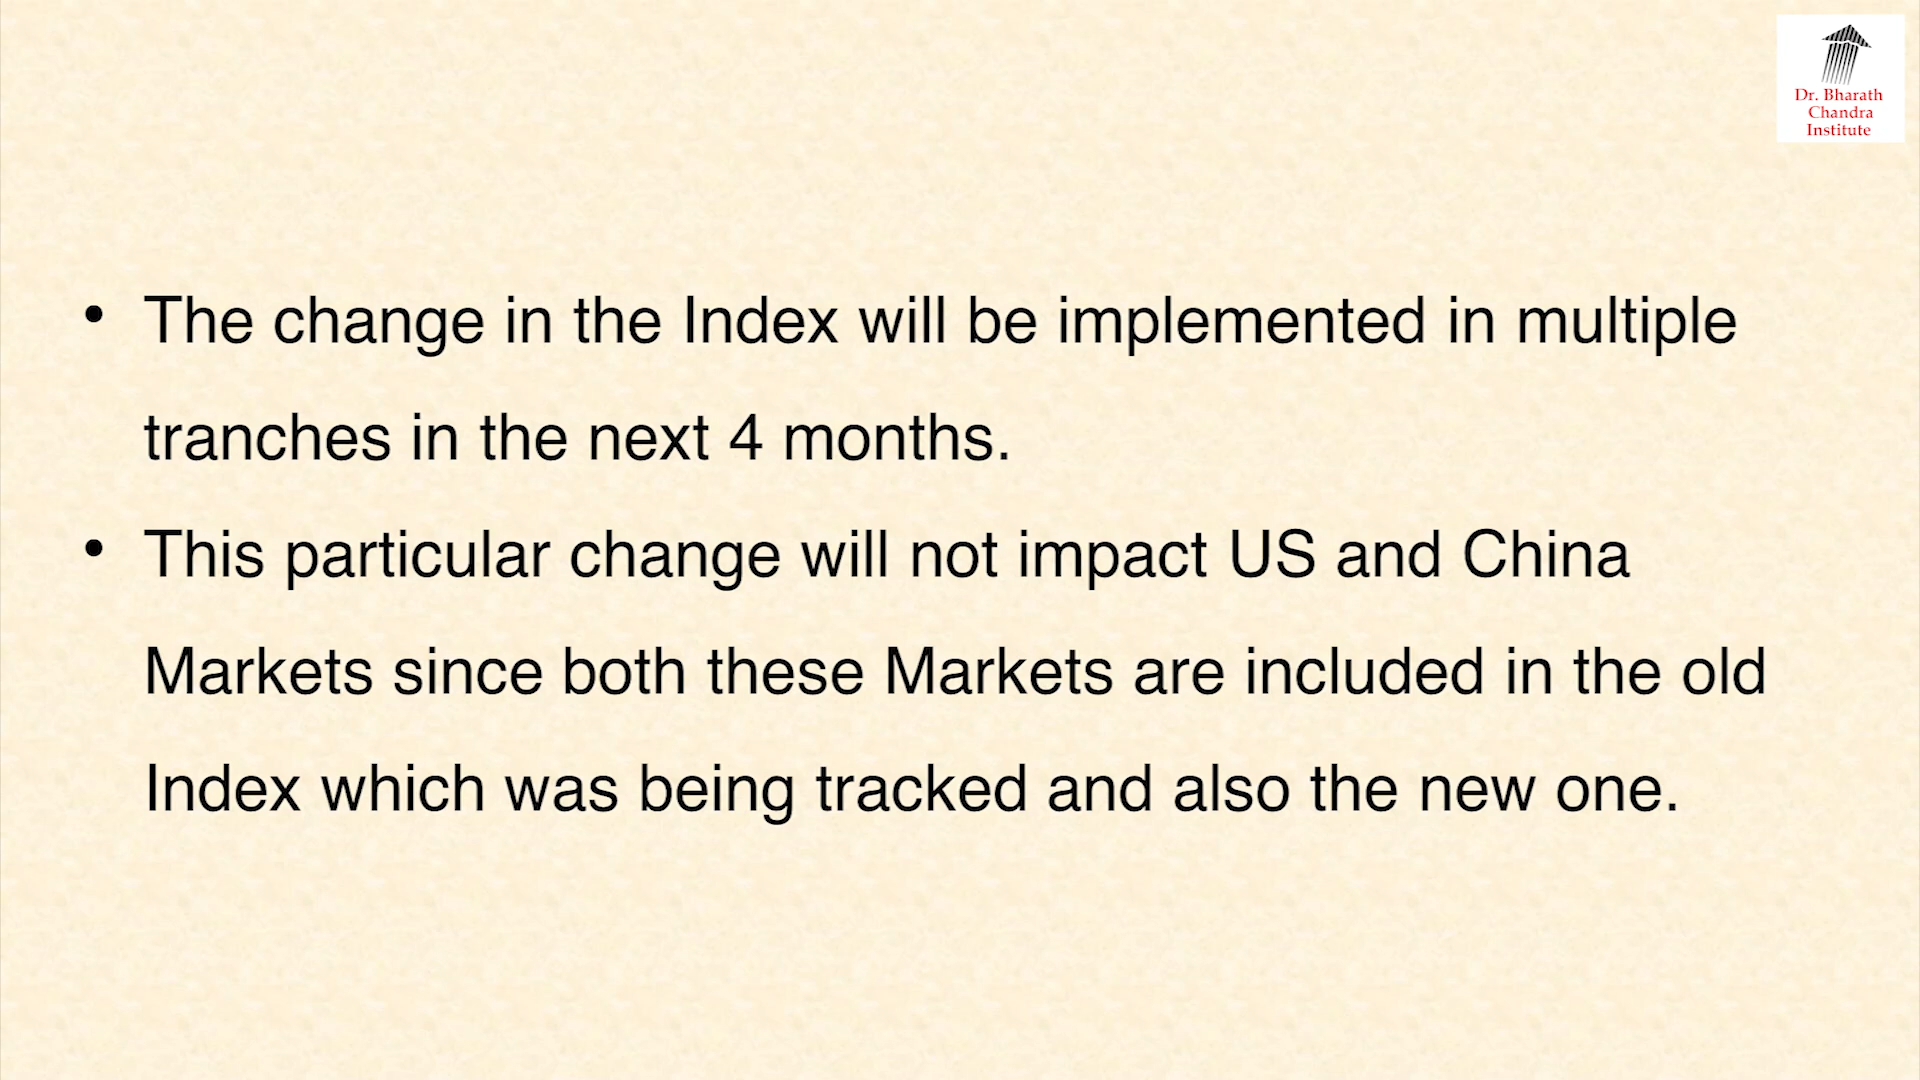 Dr. Bharath
Chandra
Institute
• The change in the Index will be implemented in multiple
tranches in the next 4 months.
• This particular change will not impact US and China
Markets since both these Markets are included in the old
Index which was being tracked and also the new one.